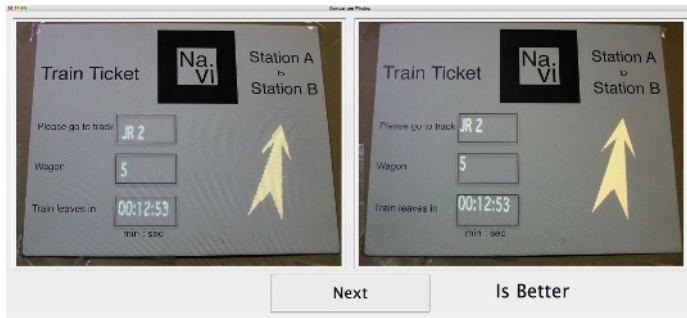 Comparison Window
Train Ticket
Na.
vi
Station A
to
Station B
Please go to track
JR 2
Wagon
5
Train leaves in
00:12:53
min : sec
Train Ticket
Na.
vi
Station A
to
Station B
Please go to track
JR 2
Wagon
5
Train leaves in
00:12:53
min : sec
Next
Is Better